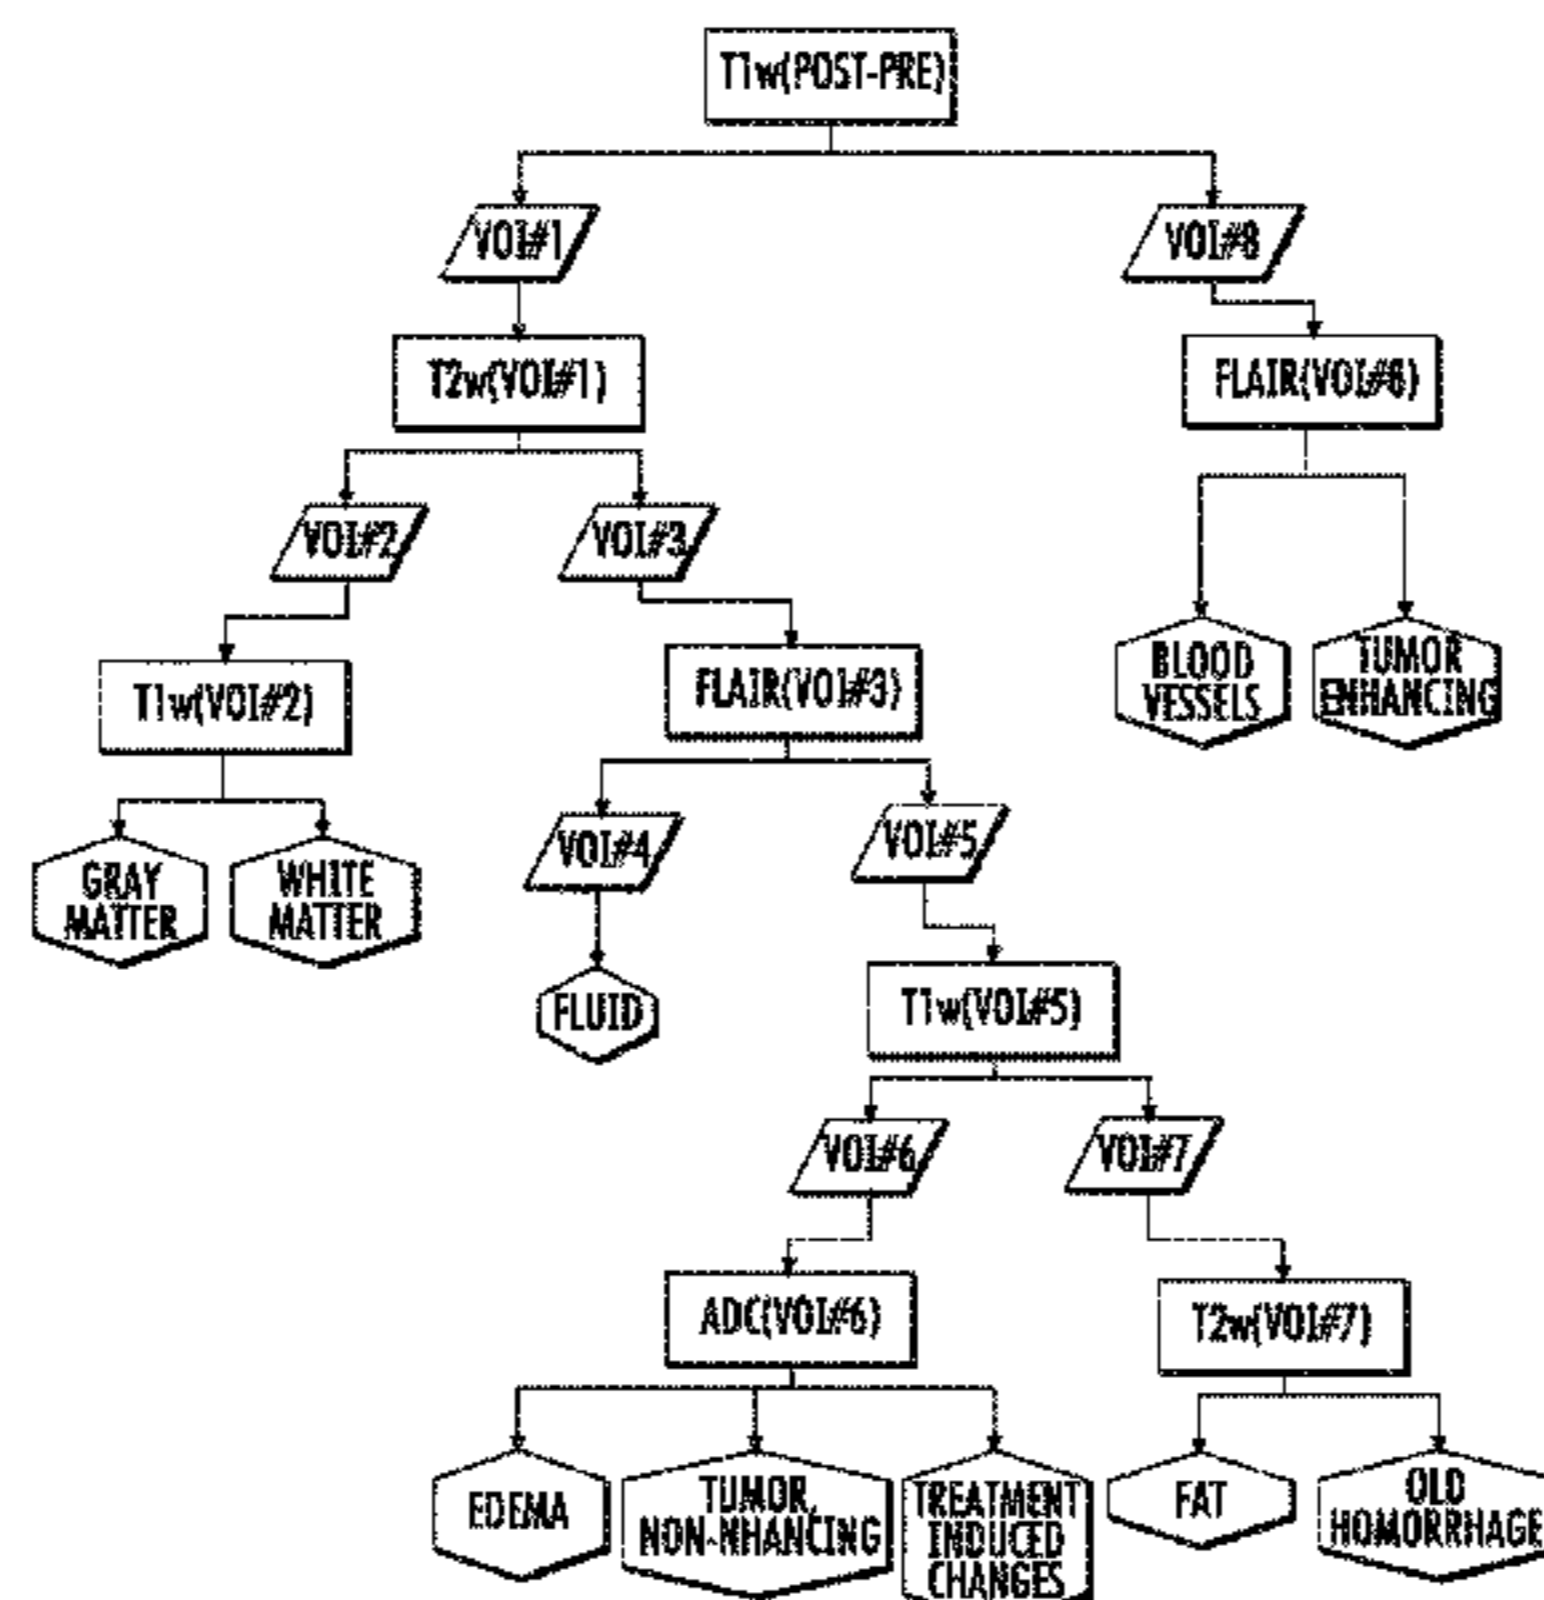 T1w(POST-PRE)
VOI#1
VOI#8
T2w(VOI#1)
FLAIR(VOI#8)
VOI#2
VOI#3
T1w(VOI#2)
FLAIR(VOI#3)
BLOOD
VESSELS
TUMOR
ENHANCING
VOI#4
VOI#5
GRAY
MATTER
WHITE
MATTER
FLUID
T1w(VOI#5)
VOI#6
VOI#7
ADC(VOI#6)
T2w(VOI#7)
EDEMA
TUMOR,
NON-NHANCING
TREATMENT
INDUCED
CHANGES
FAT
OLD
HOMORRHAGE